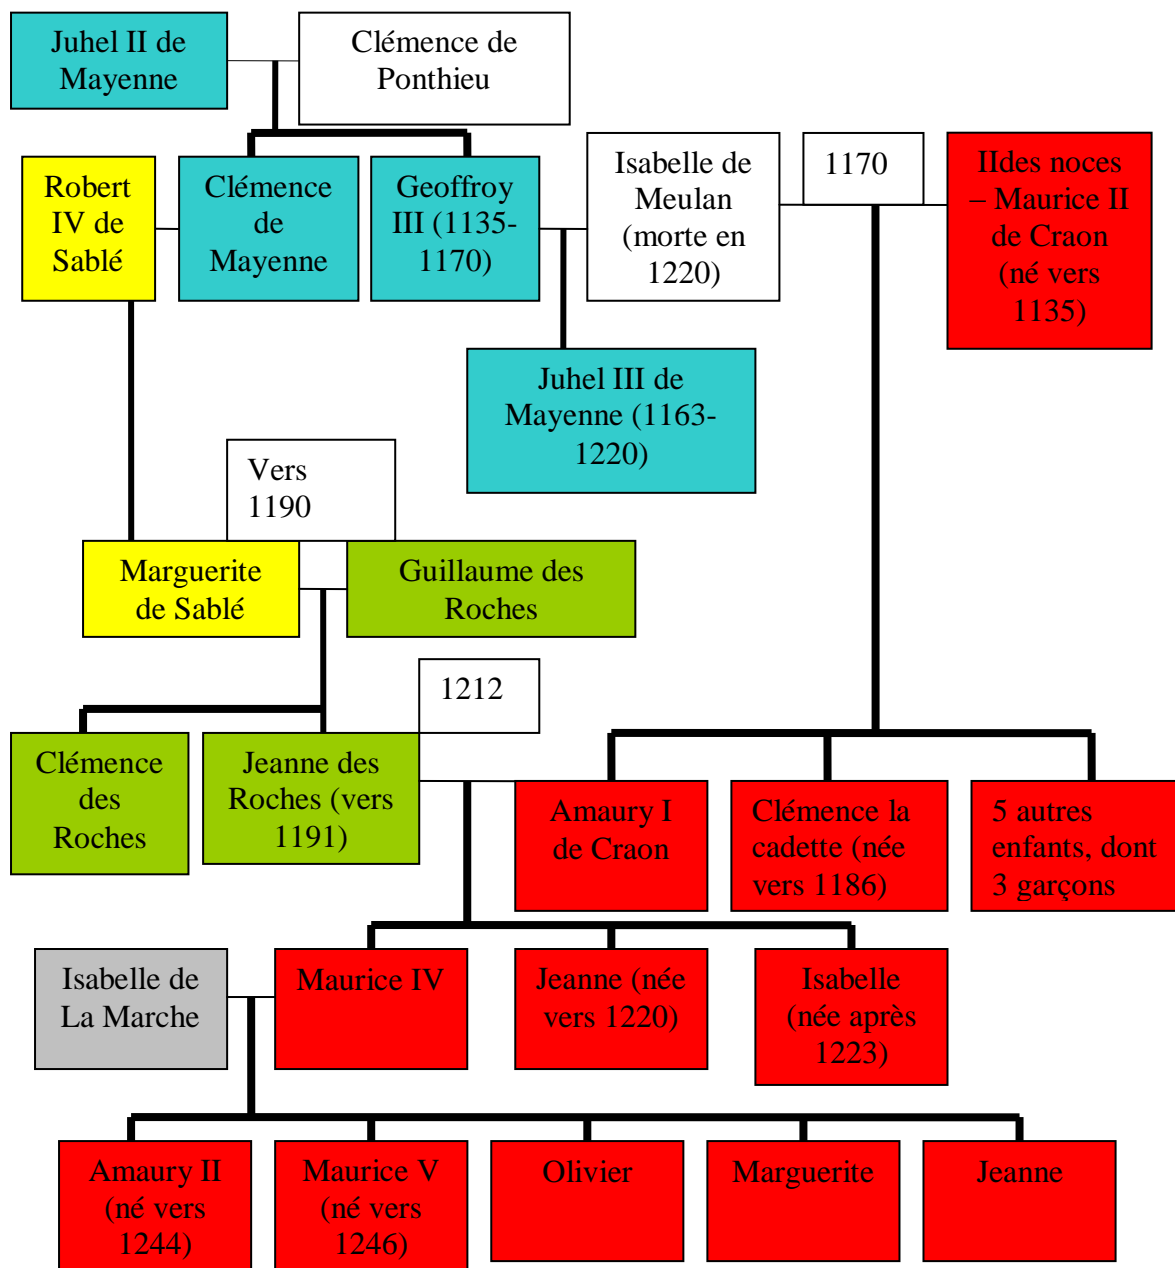 Juhel II de
Mayenne
Clémence de
Ponthieu
Robert
IV de
Sablé
Clémence
de
Mayenne
Geoffroy
III (1135-
1170)
Isabelle de
Meulan
(morte en
1220)
1170
IIdes noces
– Maurice II
de Craon
(né vers
1135)
Juhel III de
Mayenne (1163-
1220)
Vers
1190
Marguerite
de Sablé
Guillaume des
Roches
1212
Clémence
des
Roches
Jeanne des
Roches (vers
1191)
Amaury I
de Craon
Clémence la
cadette (née
vers 1186)
5 autres
enfants, dont
3 garçons
Isabelle de
La Marche
Maurice IV
Jeanne (née
vers 1220)
Isabelle
(née après
1223)
Amaury II
(né vers
1244)
Maurice V
(né vers
1246)
Olivier
Marguerite
Jeanne